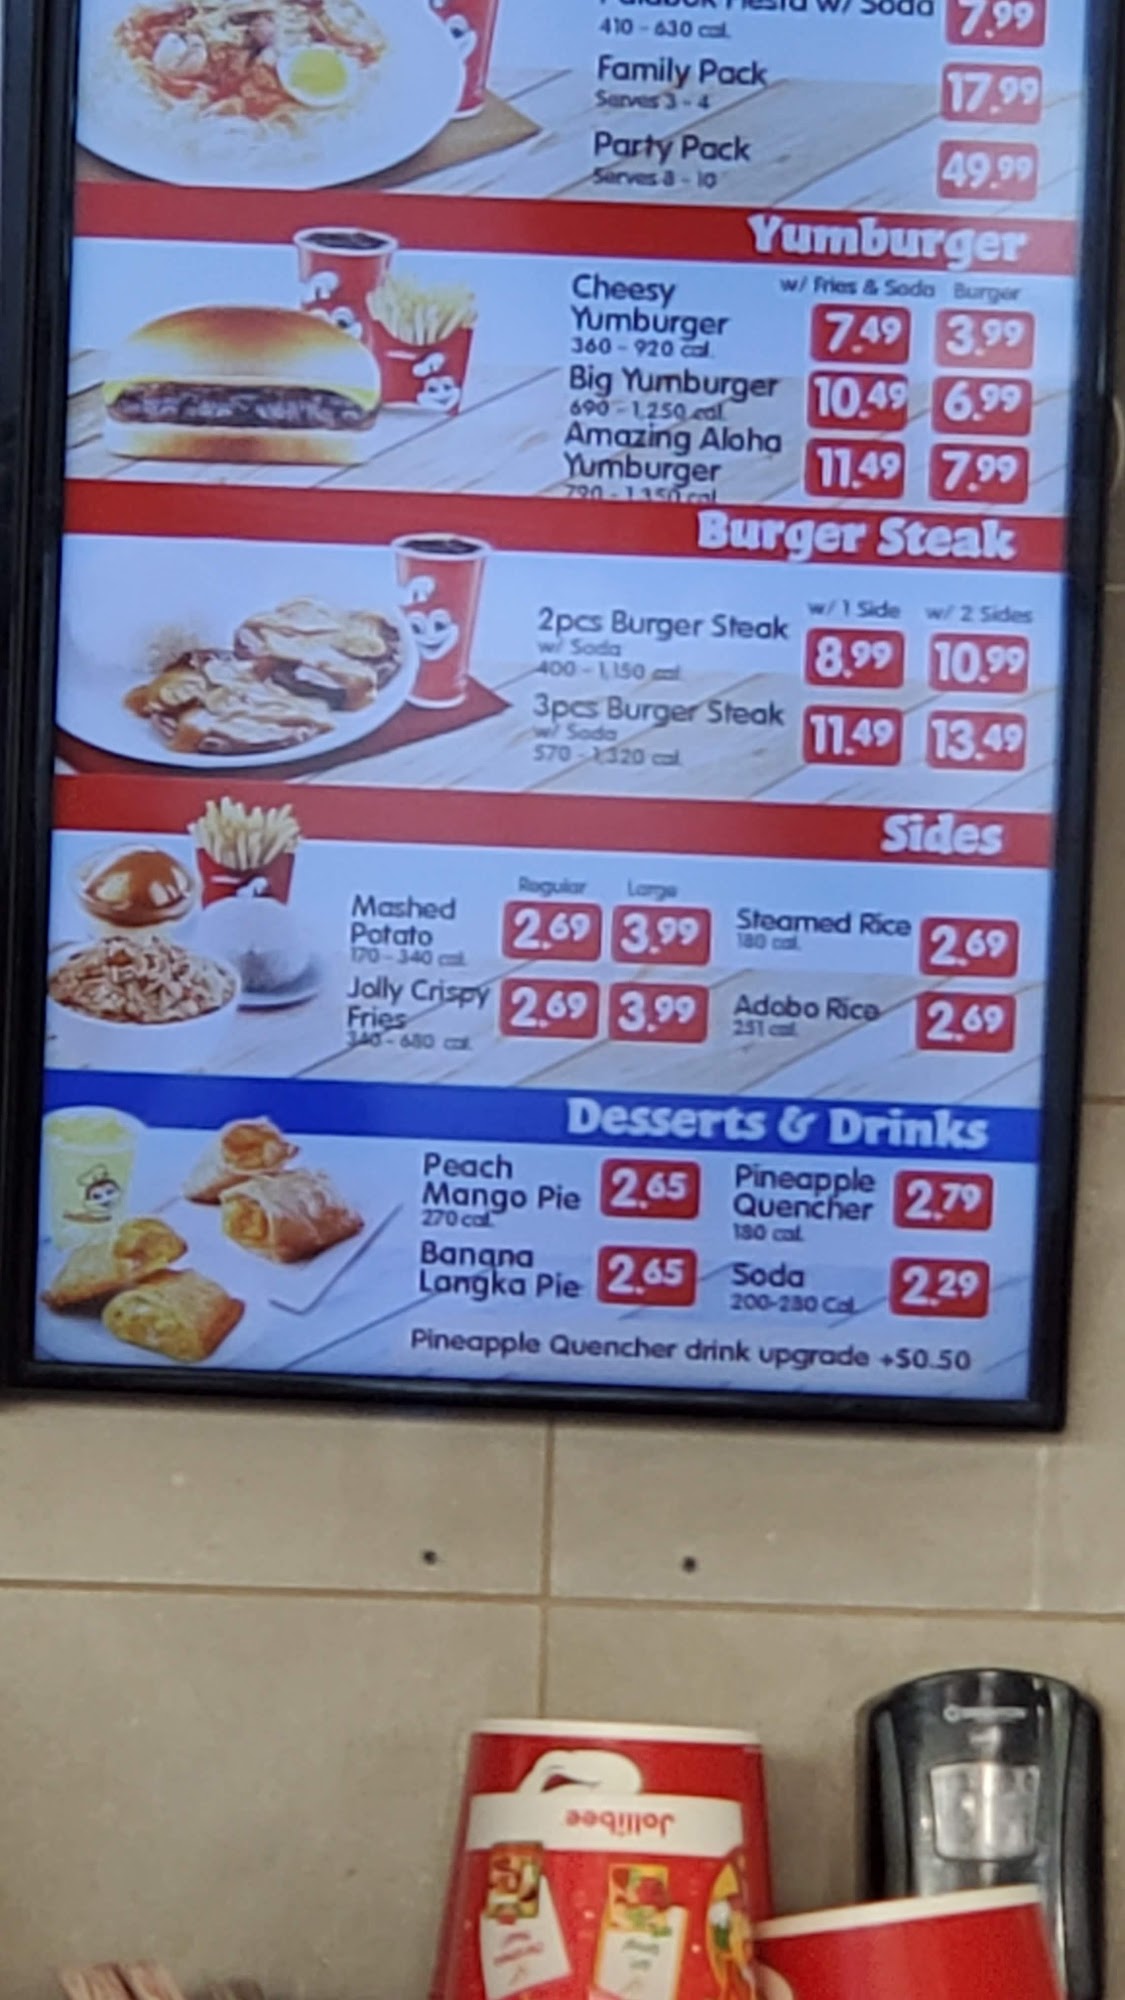 Fiesta w/ Soda 7.99
410 - 630 cal.
Family Pack 17.99
Serves 3 - 4
Party Pack 49.99
Serves 8 - 10
Yumburger
w/ Fries & Soda Burger
Cheesy
Yumburger 7.49 3.99
360 - 920 cal.
Big Yumburger 10.49 6.99
690 - 1,250 cal.
Amazing Aloha
Yumburger 11.49 7.99
790 - 1,350 cal.
Burger Steak
w/ 1 Side w/ 2 Sides
2pcs Burger Steak 8.99 10.99
w/ Soda
400 - 1,150 cal.
3pcs Burger Steak 11.49 13.49
w/ Soda
570 - 1,320 cal.
Sides
Regular Large
Mashed
Potato 2.69 3.99
170 - 340 cal.
Jolly Crispy
Fries 2.69 3.99
340 - 680 cal.
Steamed Rice 2.69
180 cal.
Adobo Rice 2.69
251 cal.
Desserts & Drinks
Peach
Mango Pie 2.65
270 cal.
Banana
Langka Pie 2.65
Pineapple
Quencher 2.79
180 cal.
Soda 2.29
200-280 Cal.
Pineapple Quencher drink upgrade +$0.50
Jollibee